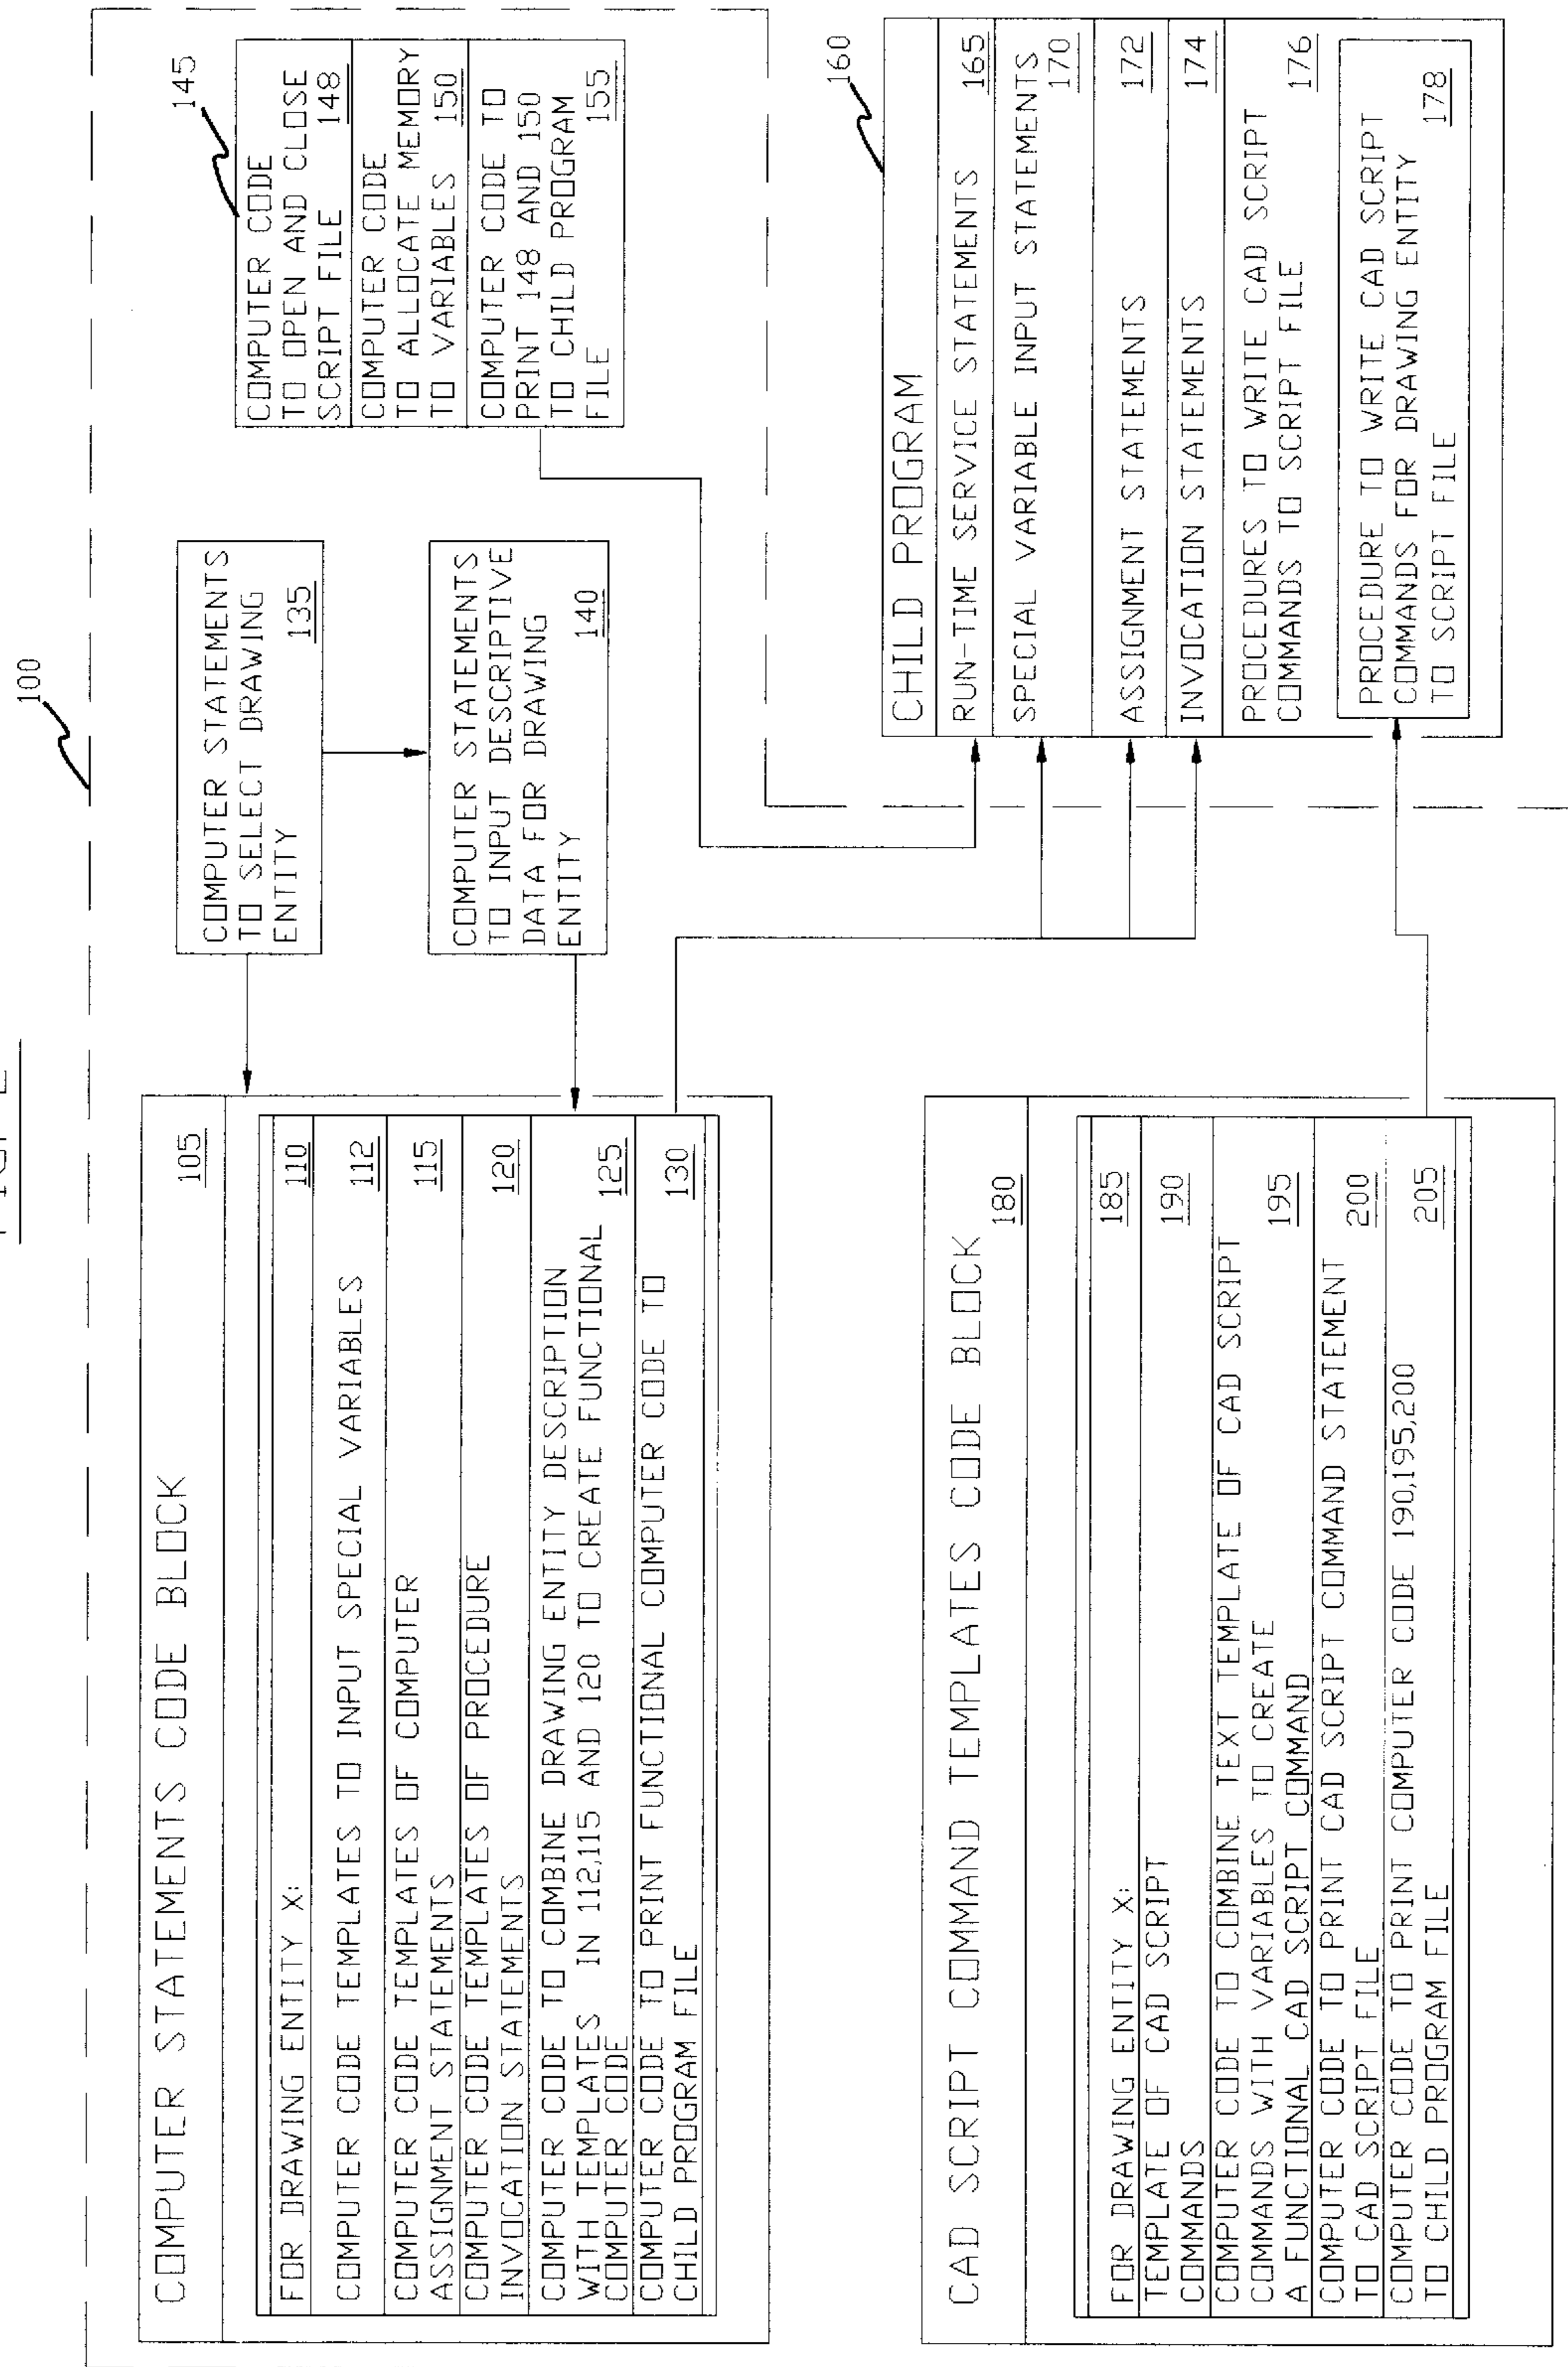 100
COMPUTER STATEMENTS CODE BLOCK
105
FOR DRAWING ENTITY X:
110
COMPUTER CODE TEMPLATES TO INPUT SPECIAL VARIABLES
112
COMPUTER CODE TEMPLATES OF COMPUTER
ASSIGNMENT STATEMENTS
115
COMPUTER CODE TEMPLATES OF PROCEDURE
INVOCATION STATEMENTS
120
COMPUTER CODE TO COMBINE DRAWING ENTITY DESCRIPTION
WITH TEMPLATES IN 112,115 AND 120 TO CREATE FUNCTIONAL
COMPUTER CODE
125
COMPUTER CODE TO PRINT FUNCTIONAL COMPUTER CODE TO
CHILD PROGRAM FILE
130
COMPUTER STATEMENTS
TO SELECT DRAWING
ENTITY
135
COMPUTER STATEMENTS
TO INPUT DESCRIPTIVE
DATA FOR DRAWING
ENTITY
140
145
COMPUTER CODE
TO OPEN AND CLOSE
SCRIPT FILE 148
COMPUTER CODE
TO ALLOCATE MEMORY
TO VARIABLES 150
COMPUTER CODE TO
PRINT 148 AND 150
TO CHILD PROGRAM
FILE 155
CAD SCRIPT COMMAND TEMPLATES CODE BLOCK
180
FOR DRAWING ENTITY X:
185
TEMPLATE OF CAD SCRIPT
COMMANDS
190
COMPUTER CODE TO COMBINE TEXT TEMPLATE OF CAD SCRIPT
COMMANDS WITH VARIABLES TO CREATE
A FUNCTIONAL CAD SCRIPT COMMAND
195
COMPUTER CODE TO PRINT CAD SCRIPT COMMAND STATEMENT
TO CAD SCRIPT FILE
200
COMPUTER CODE TO PRINT COMPUTER CODE 190,195,200
TO CHILD PROGRAM FILE
205
160
CHILD PROGRAM
RUN-TIME SERVICE STATEMENTS 165
SPECIAL VARIABLE INPUT STATEMENTS
170
ASSIGNMENT STATEMENTS 172
INVOCATION STATEMENTS 174
PROCEDURES TO WRITE CAD SCRIPT
COMMANDS TO SCRIPT FILE 176
PROCEDURE TO WRITE CAD SCRIPT
COMMANDS FOR DRAWING ENTITY
TO SCRIPT FILE 178